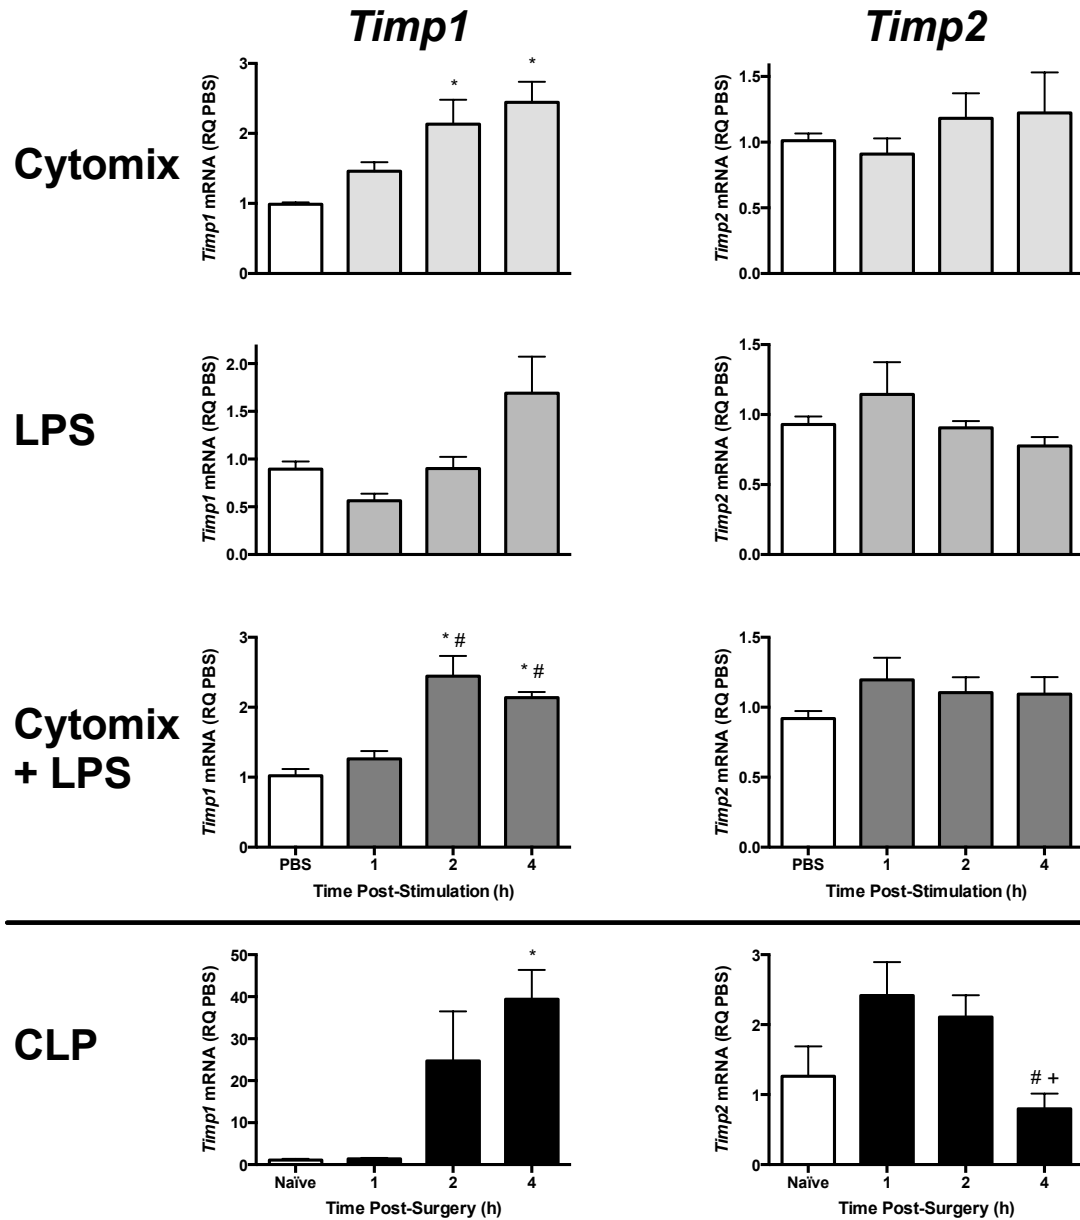 Timp1
Timp2
Cytomix
Timp1 mRNA (RQ PBS)
3
2
1
0
*
*
Timp2 mRNA (RQ PBS)
1.5
1.0
0.5
0.0
LPS
Timp1 mRNA (RQ PBS)
2.0
1.5
1.0
0.5
0.0
Timp2 mRNA (RQ PBS)
1.5
1.0
0.5
0.0
Cytomix
+ LPS
Timp1 mRNA (RQ PBS)
3
2
1
0
* #
* #
PBS 1 2 4
Time Post-Stimulation (h)
Timp2 mRNA (RQ PBS)
1.5
1.0
0.5
0.0
PBS 1 2 4
Time Post-Stimulation (h)
CLP
Timp1 mRNA (RQ PBS)
50
40
30
20
10
0
*
Naïve 1 2 4
Time Post-Surgery (h)
Timp2 mRNA (RQ PBS)
3
2
1
0
# +
Naïve 1 2 4
Time Post-Surgery (h)